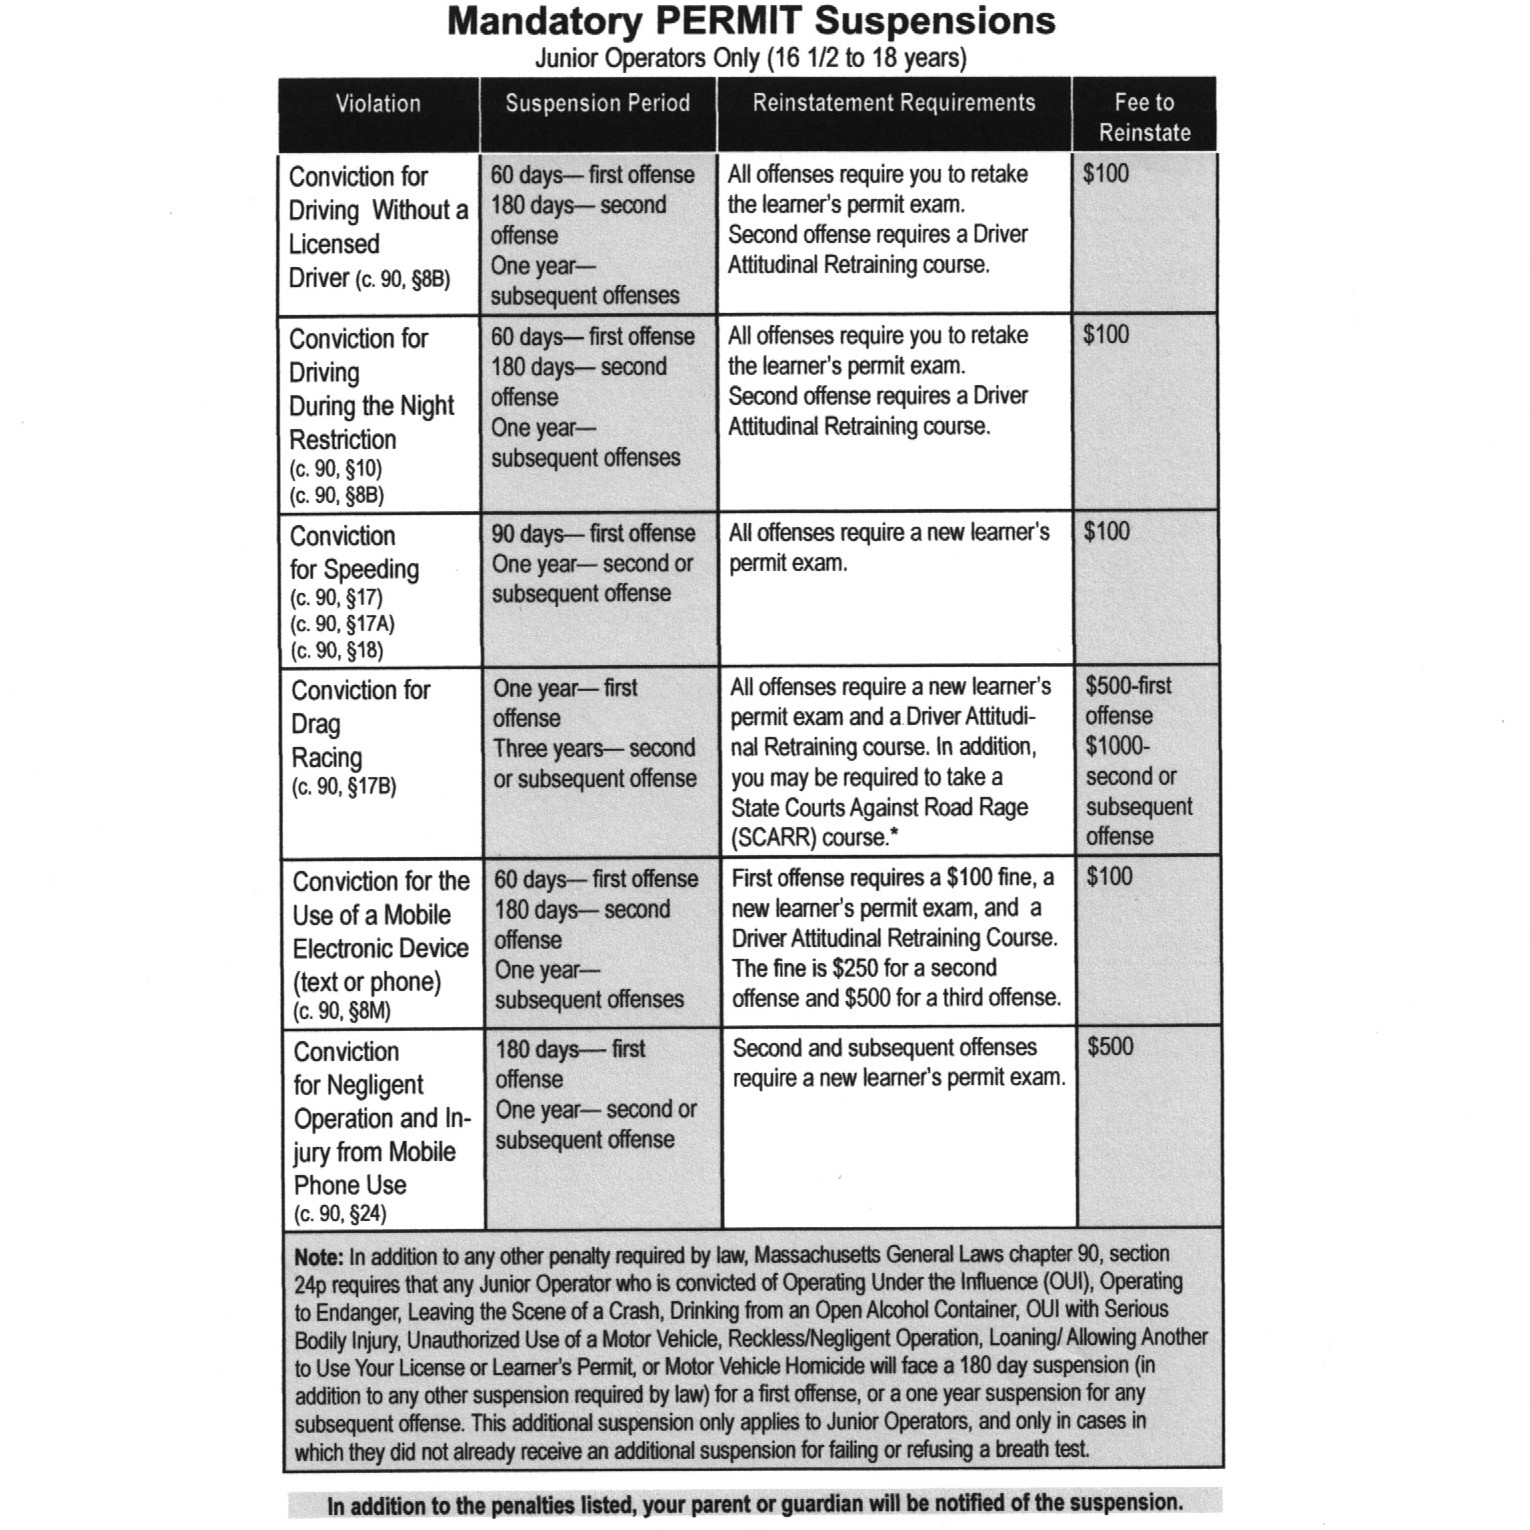 Mandatory PERMIT Suspensions
Junior Operators Only (16 1/2 to 18 years)
Violation
Suspension Period
Reinstatement Requirements
Fee to
Reinstate
Conviction for
Driving Without a
Licensed
Driver (c. 90, §8B)
60 days— first offense
180 days— second
offense
One year—
subsequent offenses
All offenses require you to retake
the learner's permit exam.
Second offense requires a Driver
Attitudinal Retraining course.
$100
Conviction for
Driving
During the Night
Restriction
(c. 90, §10)
(c. 90, §8B)
60 days— first offense
180 days— second
offense
One year—
subsequent offenses
All offenses require you to retake
the learner's permit exam.
Second offense requires a Driver
Attitudinal Retraining course.
$100
Conviction
for Speeding
(c. 90, §17)
(c. 90, §17A)
(c. 90, §18)
90 days— first offense
One year— second or
subsequent offense
All offenses require a new learner's
permit exam.
$100
Conviction for
Drag
Racing
(c. 90, §17B)
One year— first
offense
Three years— second
or subsequent offense
All offenses require a new learner's
permit exam and a Driver Attitudi-
nal Retraining course. In addition,
you may be required to take a
State Courts Against Road Rage
(SCARR) course.*
$500-first
offense
$1000-
second or
subsequent
offense
Conviction for the
Use of a Mobile
Electronic Device
(text or phone)
(c. 90, §8M)
60 days— first offense
180 days— second
offense
One year—
subsequent offenses
First offense requires a $100 fine, a
new learner's permit exam, and a
Driver Attitudinal Retraining Course.
The fine is $250 for a second
offense and $500 for a third offense.
$100
Conviction
for Negligent
Operation and In-
jury from Mobile
Phone Use
(c. 90, §24)
180 days— first
offense
One year— second or
subsequent offense
Second and subsequent offenses
require a new learner's permit exam.
$500
Note: In addition to any other penalty required by law, Massachusetts General Laws chapter 90, section
24p requires that any Junior Operator who is convicted of Operating Under the Influence (OUI), Operating
to Endanger, Leaving the Scene of a Crash, Drinking from an Open Alcohol Container, OUI with Serious
Bodily Injury, Unauthorized Use of a Motor Vehicle, Reckless/Negligent Operation, Loaning/ Allowing Another
to Use Your License or Learner's Permit, or Motor Vehicle Homicide will face a 180 day suspension (in
addition to any other suspension required by law) for a first offense, or a one year suspension for any
subsequent offense. This additional suspension only applies to Junior Operators, and only in cases in
which they did not already receive an additional suspension for failing or refusing a breath test.
In addition to the penalties listed, your parent or guardian will be notified of the suspension.